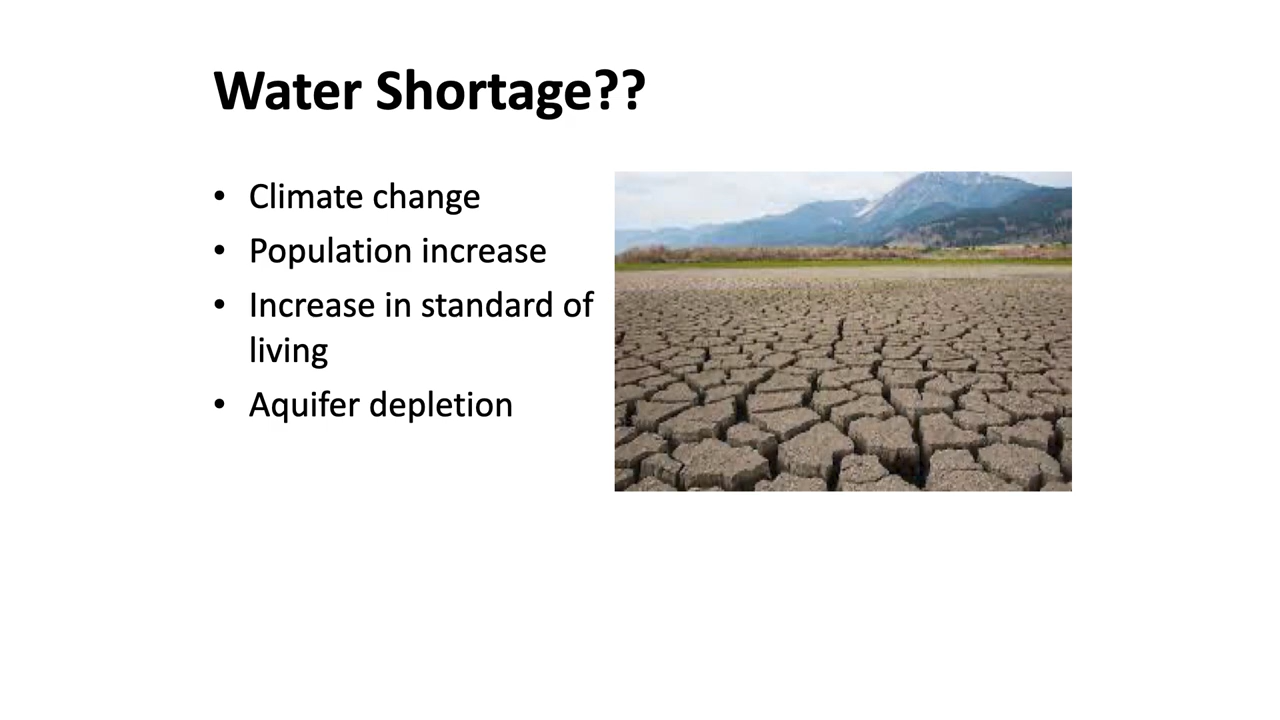 Water Shortage??
• Climate change
• Population increase
• Increase in standard of
living
• Aquifer depletion